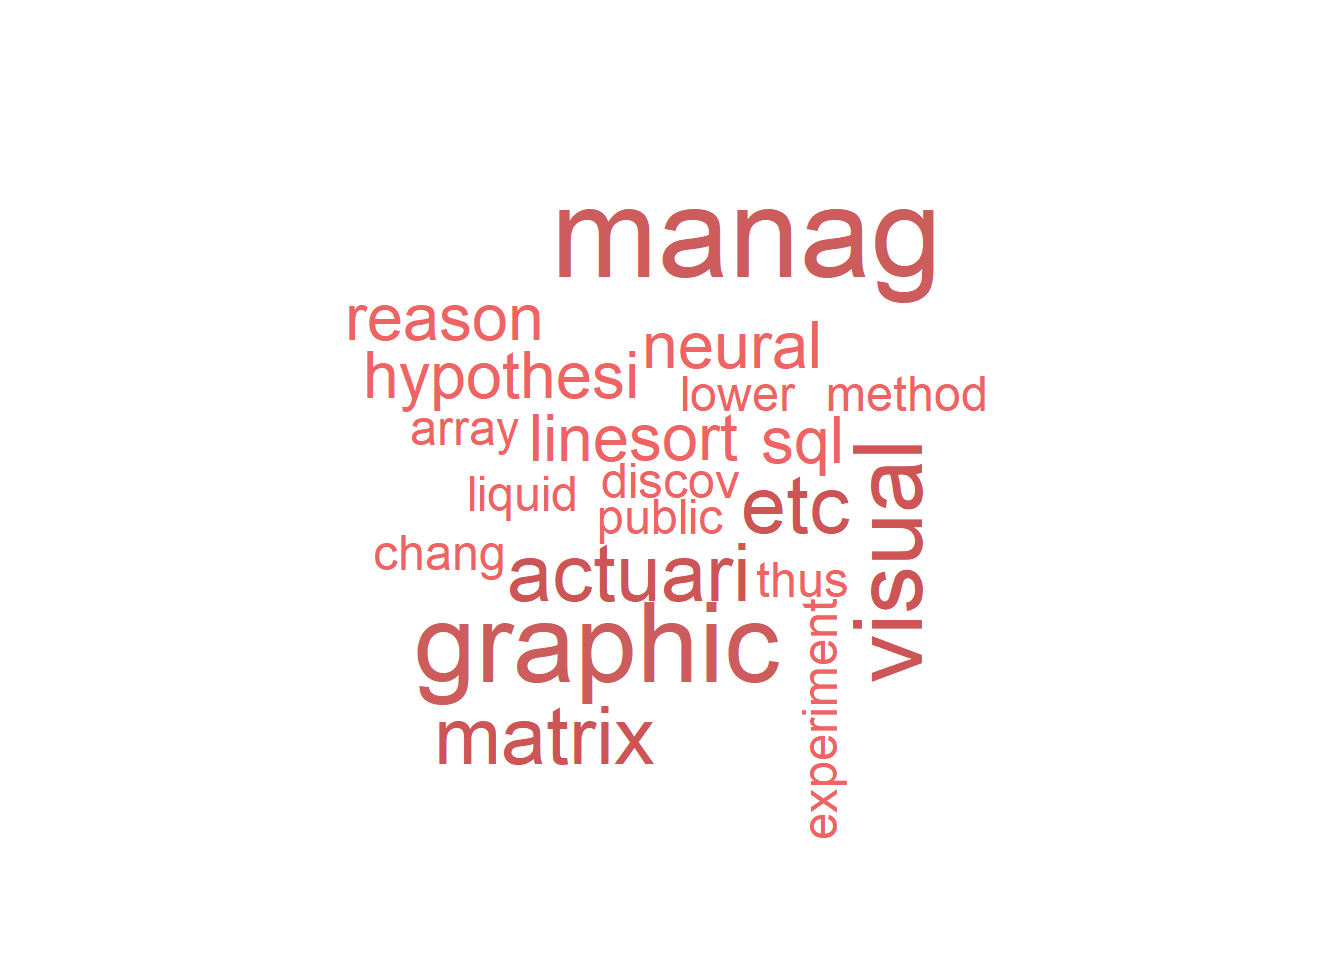 manag
reason
neural
hypothesi
lower
method
array
linesort
sql
visual
discov
liquid
public
etc
chang
actuari
thus
graphic
experiment
matrix